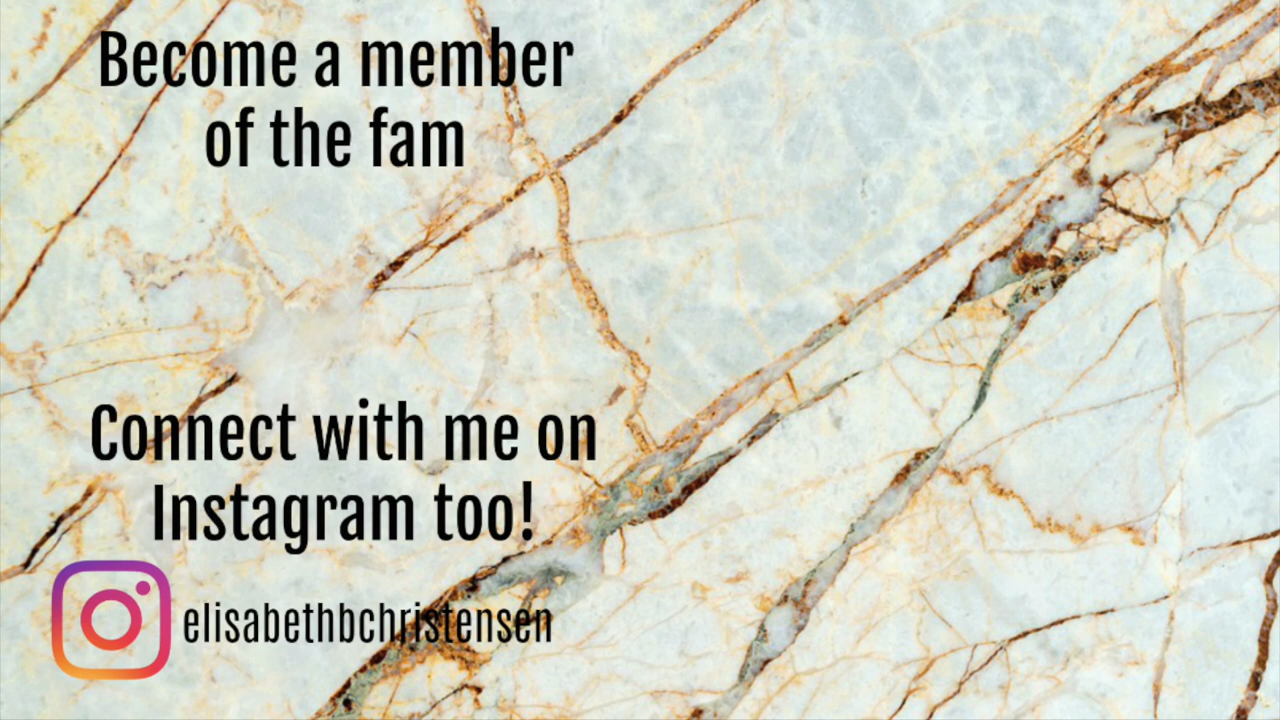 Become a member
of the fam
Connect with me on
Instagram too!
elisabethbchristensen